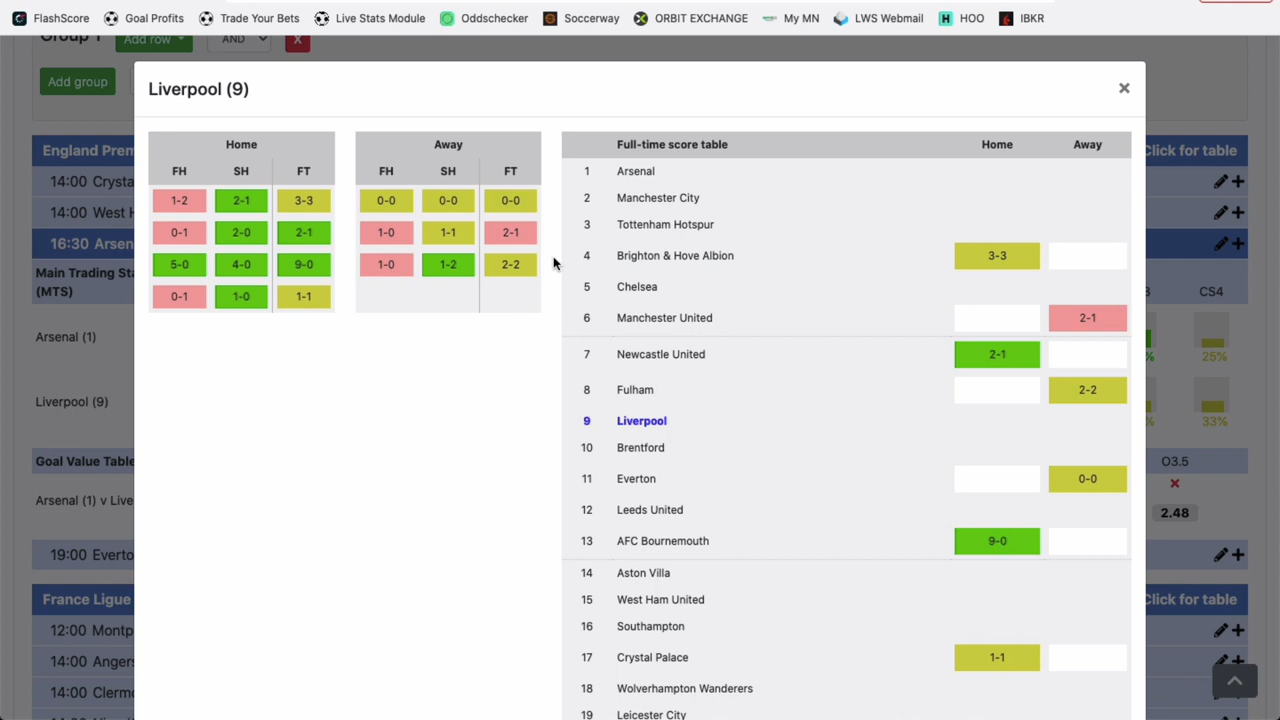 FlashScore Goal Profits Trade Your Bets Live Stats Module Oddschecker Soccerway ORBIT EXCHANGE My MN LWS Webmail HOO IBKR
Group 1 Add row AND X
Add group
Liverpool (9) ×
Home Away Full-time score table Home Away
FH SH FT FH SH FT
1-2 2-1 3-3 0-0 0-0 0-0
0-1 2-0 2-1 1-0 1-1 2-1
5-0 4-0 9-0 1-0 1-2 2-2
0-1 1-0 1-1
1 Arsenal
2 Manchester City
3 Tottenham Hotspur
4 Brighton & Hove Albion 3-3
5 Chelsea
6 Manchester United 2-1
7 Newcastle United 2-1
8 Fulham 2-2
9 Liverpool
10 Brentford
11 Everton 0-0
12 Leeds United
13 AFC Bournemouth 9-0
14 Aston Villa
15 West Ham United
16 Southampton
17 Crystal Palace 1-1
18 Wolverhampton Wanderers
19 Leicester City
England Prem Click for table
14:00 Crysta
14:00 West H
16:30 Arsen
Main Trading Sta
(MTS) CS4
Arsenal (1) 25%
Liverpool (9) 33%
Goal Value Table O3.5
Arsenal (1) v Live 2.48
19:00 Everto
France Ligue Click for table
12:00 Montp
14:00 Angers
14:00 Clermo